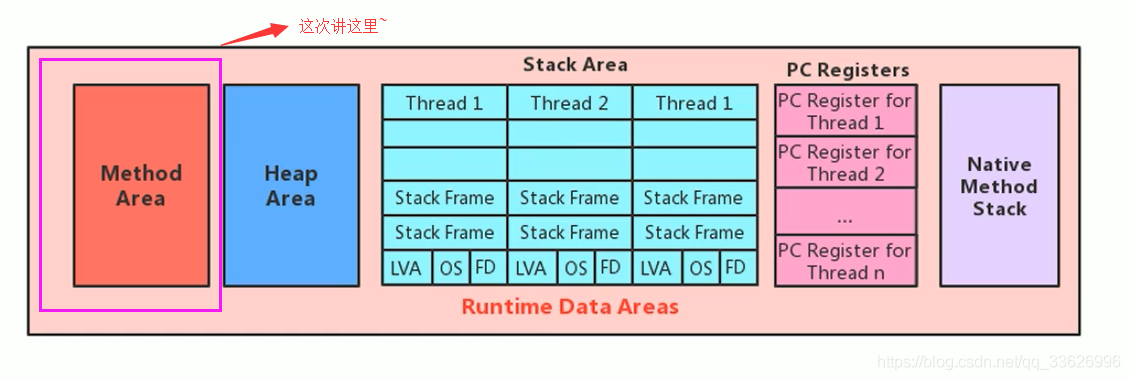 这次讲这里~
Stack Area
PC Registers
Method
Area
Heap
Area
Thread 1
Thread 2
Thread 1
Stack Frame
Stack Frame
Stack Frame
Stack Frame
Stack Frame
Stack Frame
LVA
OS
FD
LVA
OS
FD
LVA
OS
FD
PC Register for
Thread 1
PC Register for
Thread 2
...
PC Register for
Thread n
Native
Method
Stack
Runtime Data Areas
https://blog.csdn.net/qq_33626996